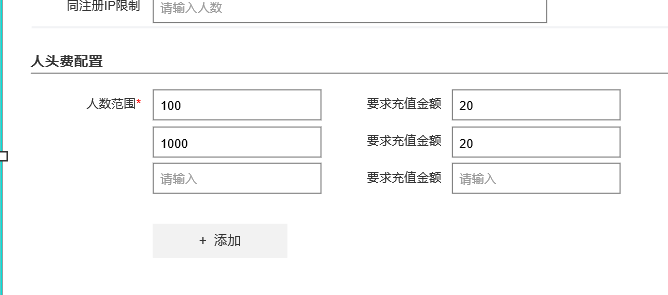 同注册IP限制 请输入人数
人头费配置
人数范围* 100 要求充值金额 20
1000 要求充值金额 20
请输入 要求充值金额 请输入
+ 添加